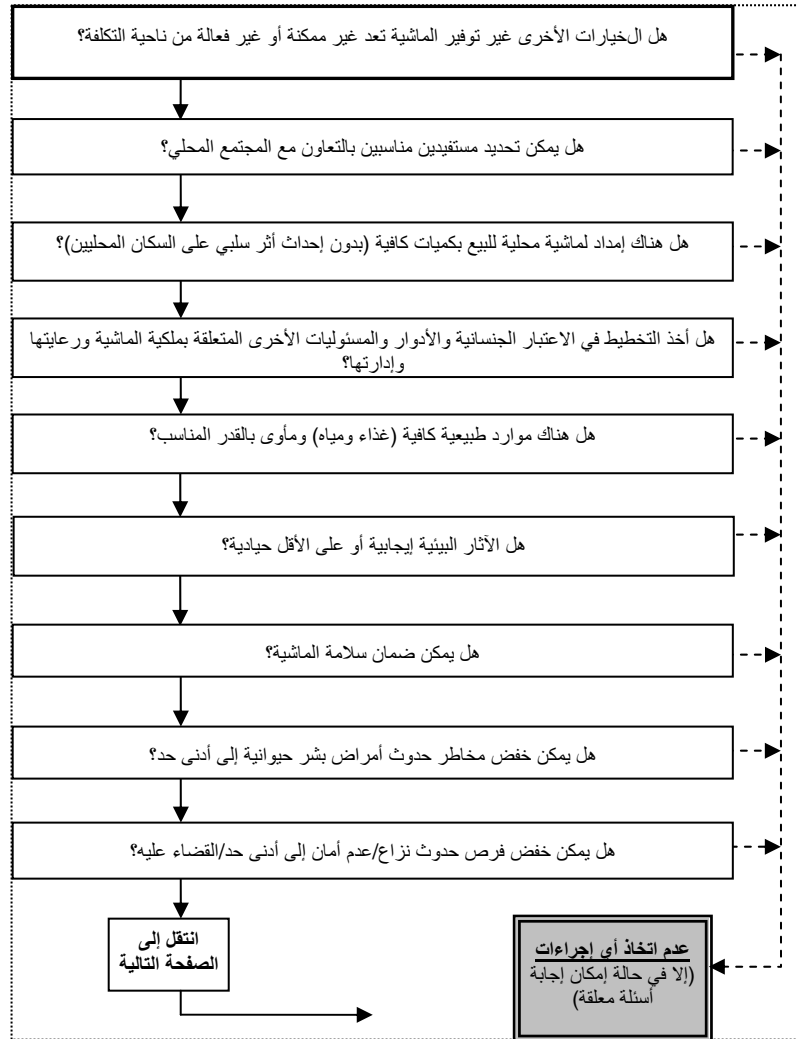 هل الخيارات الأخرى غير توفير الماشية تعد غير ممكنة أو غير فعالة من ناحية التكلفة؟
هل يمكن تحديد مستفيدين مناسبين بالتعاون مع المجتمع المحلي؟
هل هناك إمداد لماشية محلية للبيع بكميات كافية (بدون إحداث أثر سلبي على السكان المحليين)؟
هل أخذ التخطيط في الاعتبار الجنسانية والأدوار والمسئوليات الأخرى المتعلقة بملكية الماشية ورعايتها
وإدارتها؟
هل هناك موارد طبيعية كافية (غذاء ومياه) ومأوى بالقدر المناسب؟
هل الآثار البيئية إيجابية أو على الأقل حيادية؟
هل يمكن ضمان سلامة الماشية؟
هل يمكن خفض مخاطر حدوث أمراض بشر حيوانية إلى أدنى حد؟
هل يمكن خفض فرص حدوث نزاع/عدم أمان إلى أدنى حد/القضاء عليه؟
انتقل إلى
الصفحة التالية
عدم اتخاذ أي إجراءات
(إلا في حالة إمكان إجابة
أسئلة معلقة)